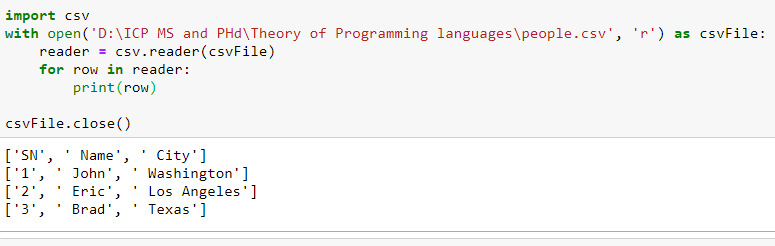 import csv
with open('D:\ICP MS and PHd\Theory of Programming languages\people.csv', 'r') as csvFile:
    reader = csv.reader(csvFile)
    for row in reader:
        print(row)

csvFile.close()
['SN', ' Name', ' City']
['1', ' John', ' Washington']
['2', ' Eric', ' Los Angeles']
['3', ' Brad', ' Texas']